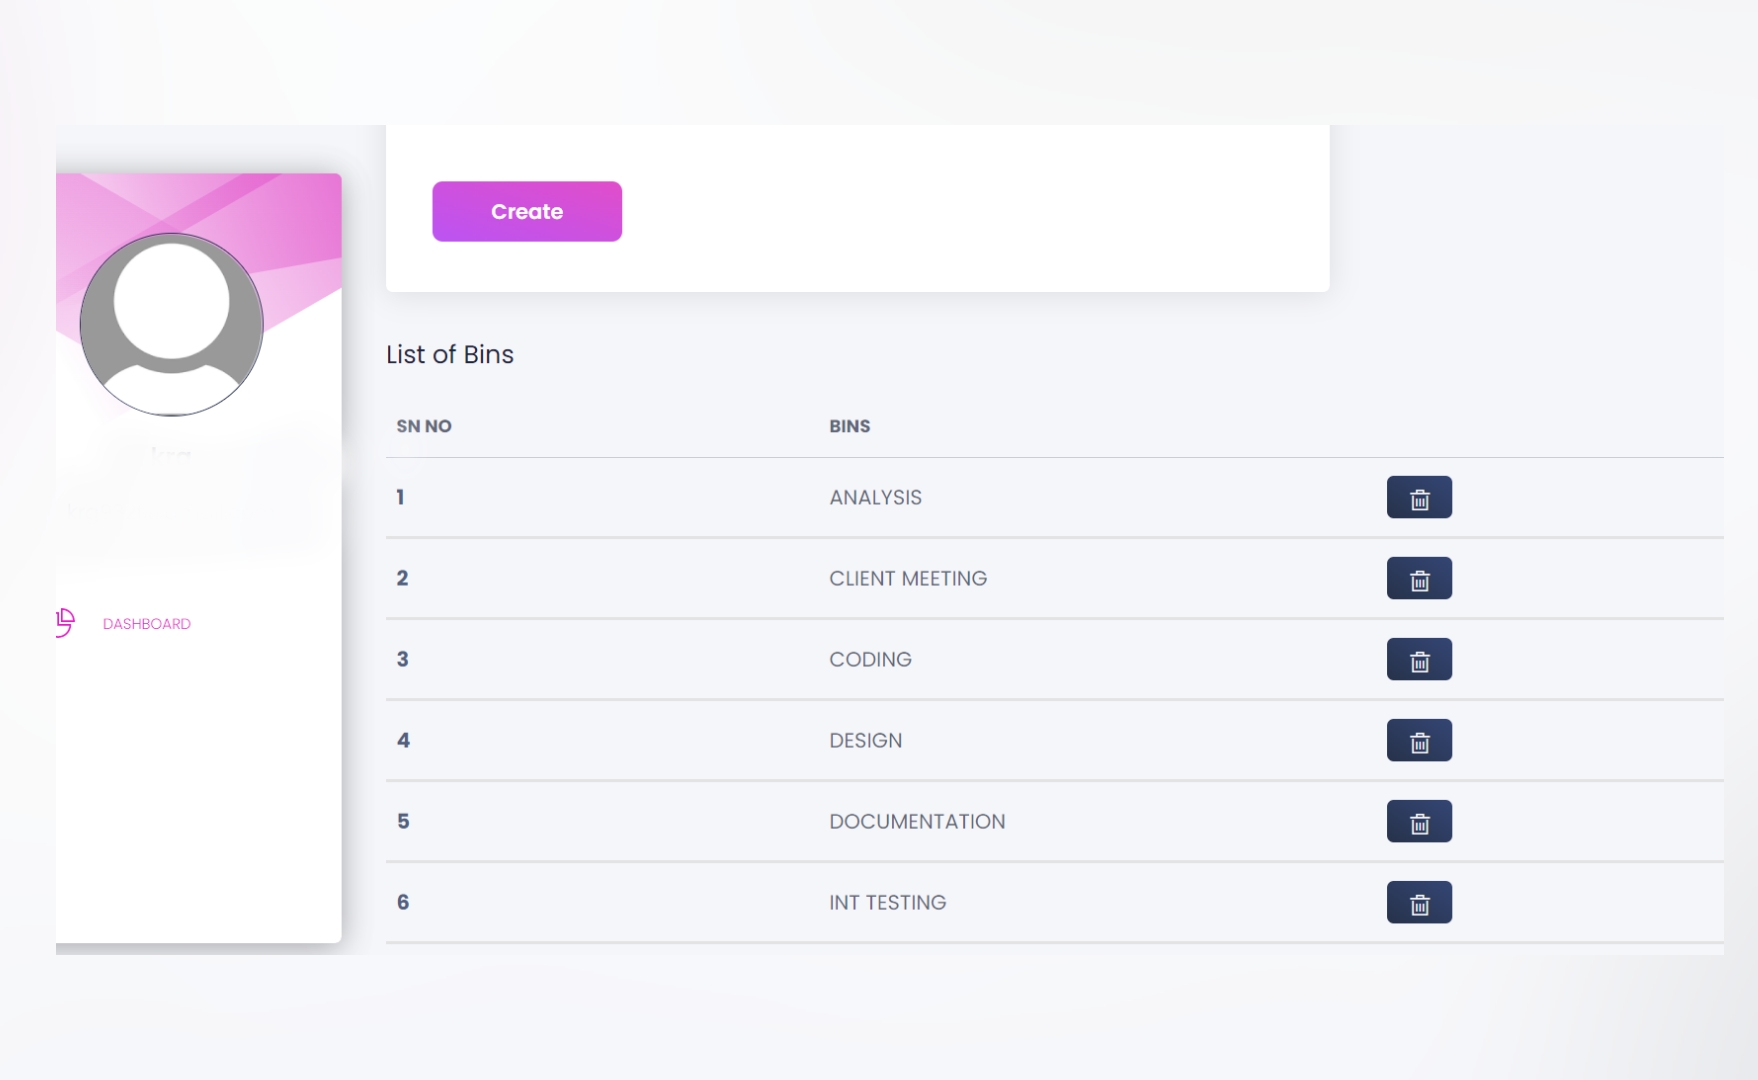 Create
List of Bins
SN NO BINS
1 ANALYSIS
2 CLIENT MEETING
3 CODING
4 DESIGN
5 DOCUMENTATION
6 INT TESTING
DASHBOARD